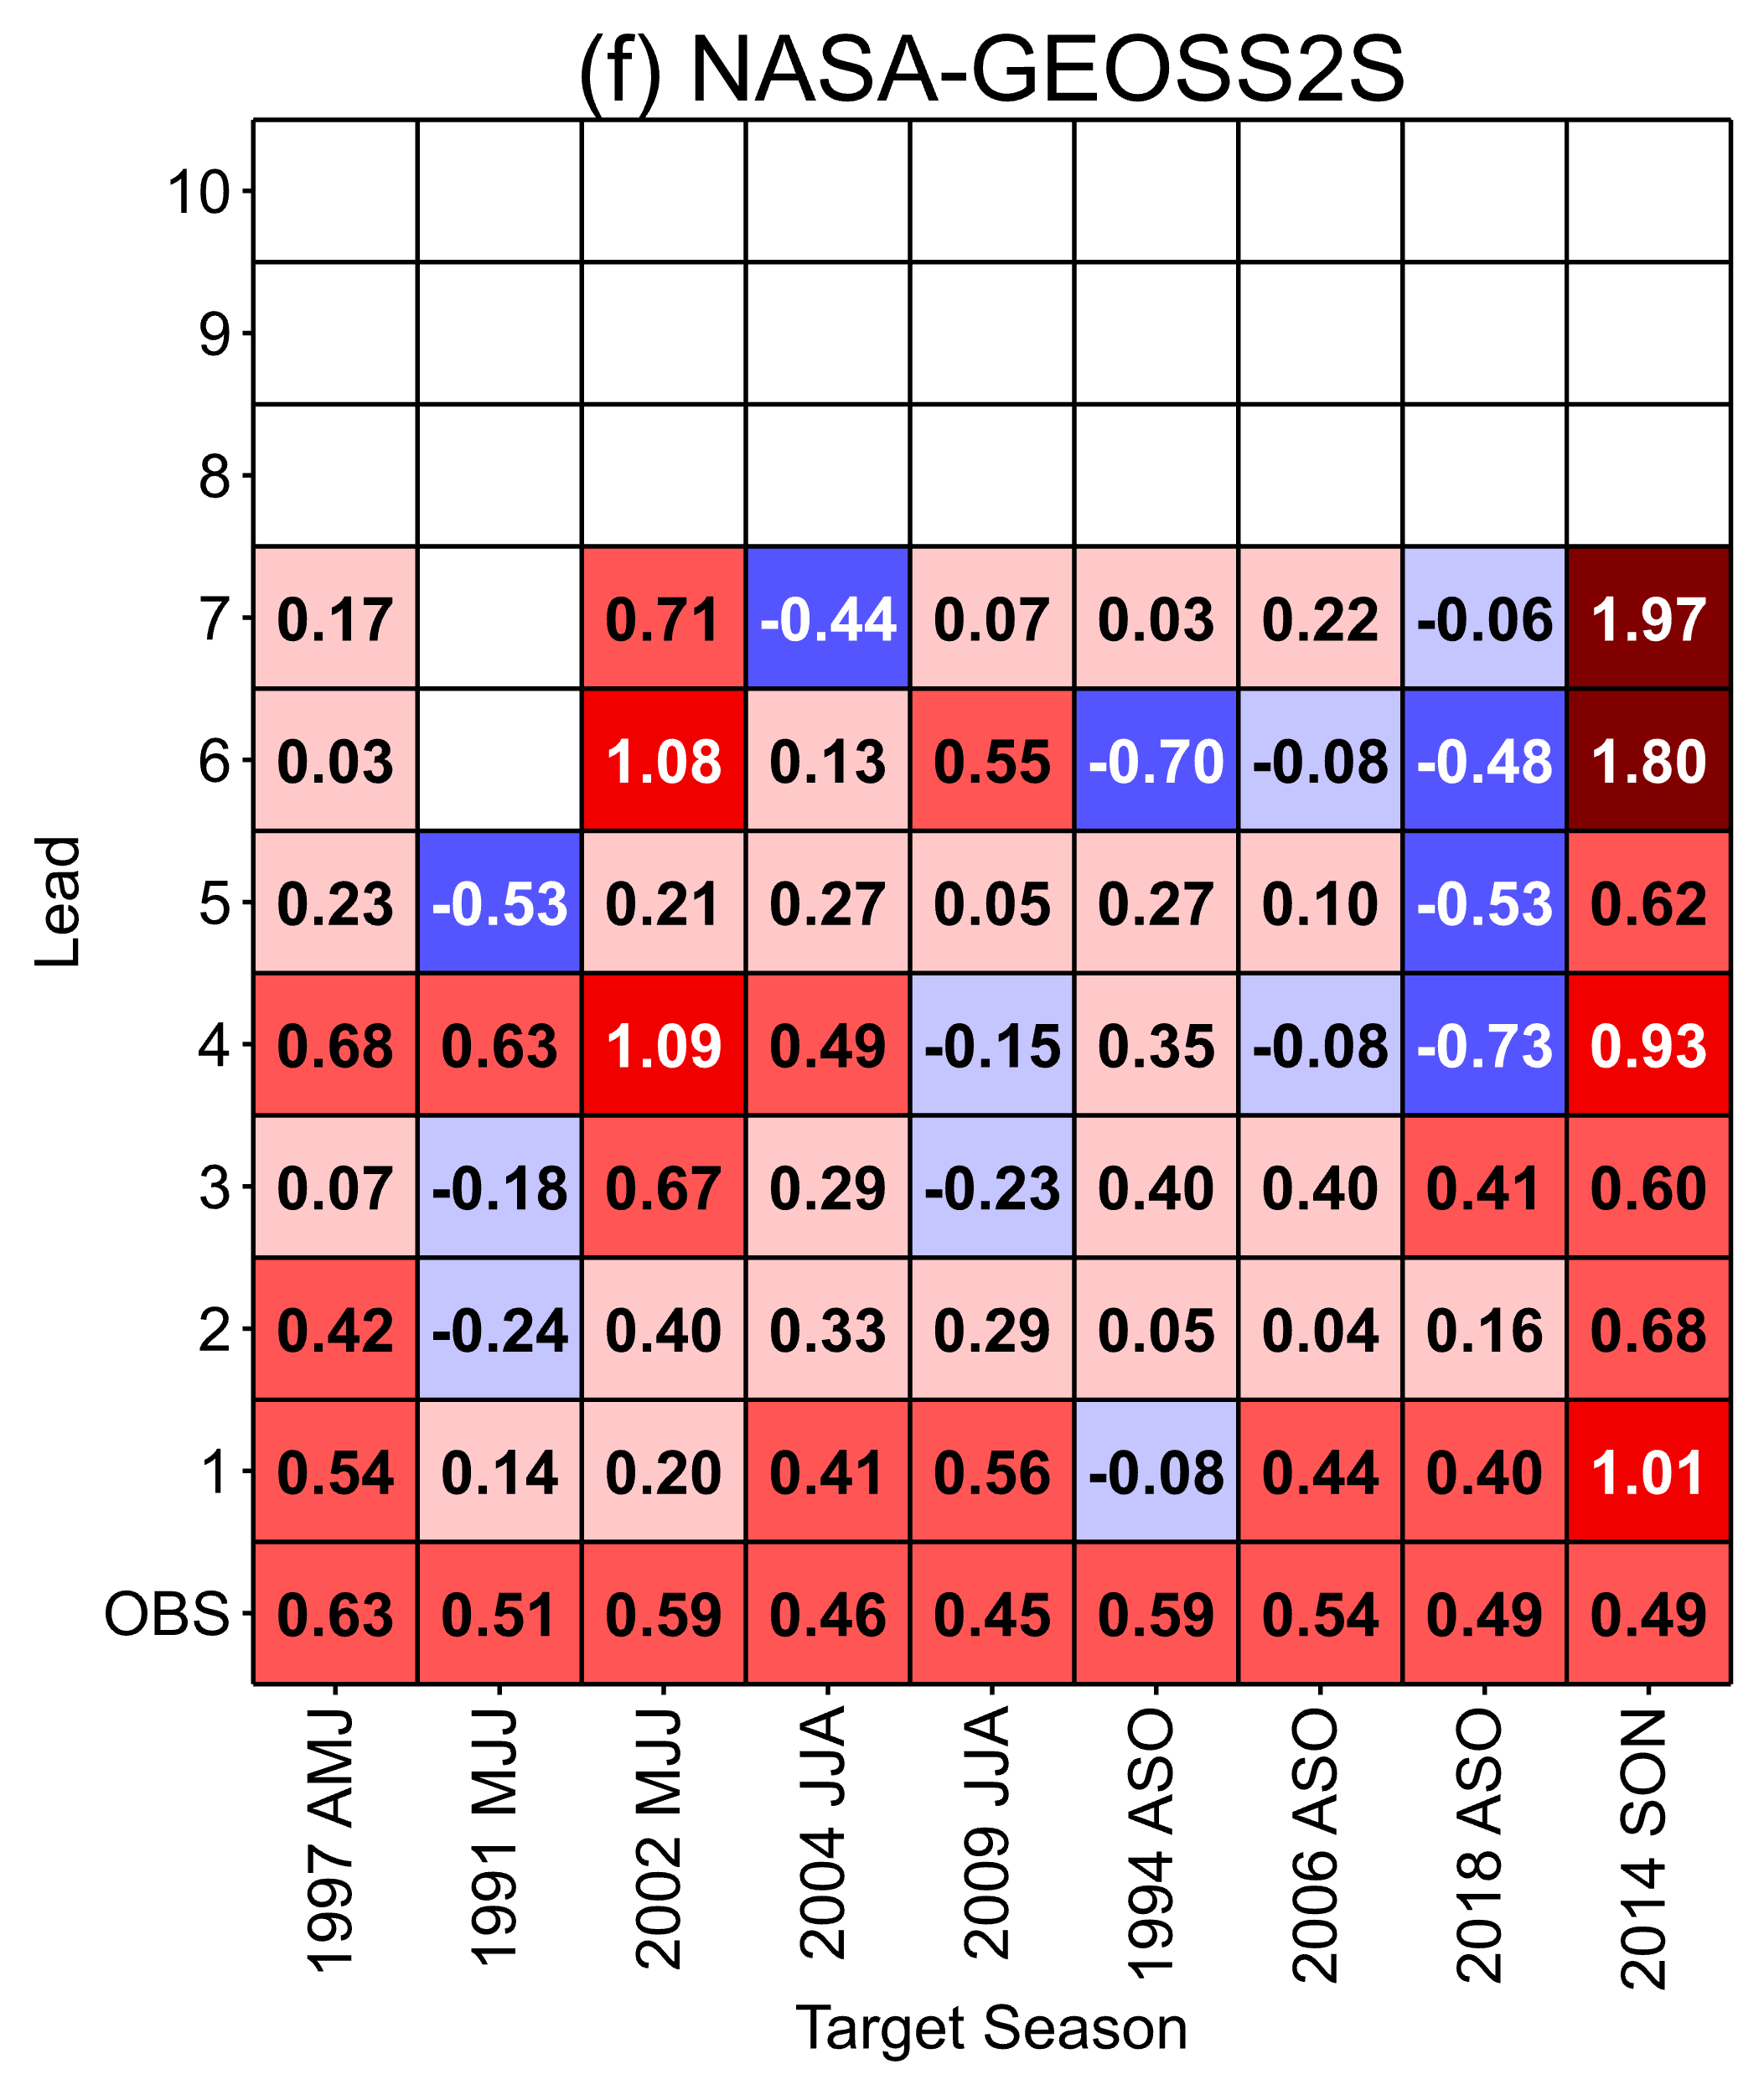 (f) NASA-GEOSS2S
10
9
8
7 0.17 0.71 -0.44 0.07 0.03 0.22 -0.06 1.97
6 0.03 1.08 0.13 0.55 -0.70 -0.08 -0.48 1.80
5 0.23 -0.53 0.21 0.27 0.05 0.27 0.10 -0.53 0.62
4 0.68 0.63 1.09 0.49 -0.15 0.35 -0.08 -0.73 0.93
3 0.07 -0.18 0.67 0.29 -0.23 0.40 0.40 0.41 0.60
2 0.42 -0.24 0.40 0.33 0.29 0.05 0.04 0.16 0.68
1 0.54 0.14 0.20 0.41 0.56 -0.08 0.44 0.40 1.01
OBS 0.63 0.51 0.59 0.46 0.45 0.59 0.54 0.49 0.49
Lead
1997 AMJ
1991 MJJ
2002 MJJ
2004 JJA
2009 JJA
1994 ASO
2006 ASO
2018 ASO
2014 SON
Target Season